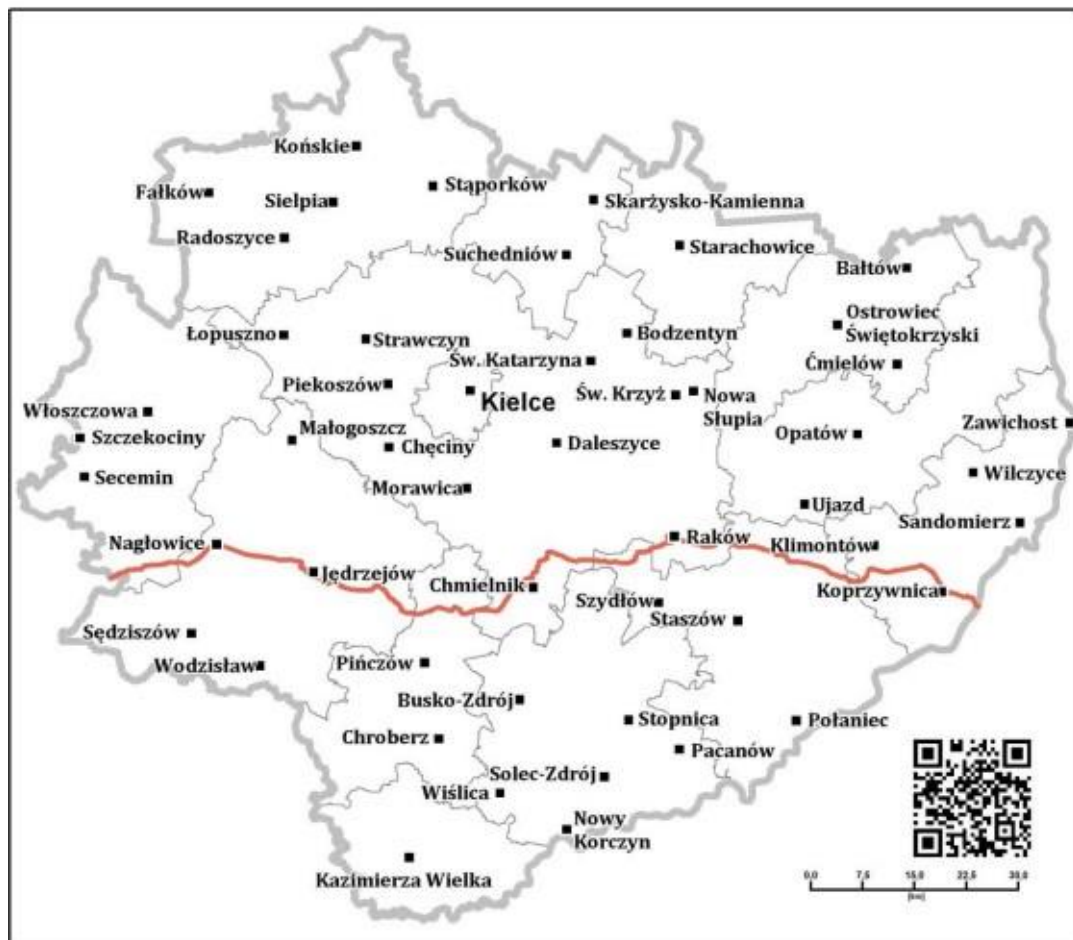 Końskie
Fałków
Stąporków
Sielpia
Skarżysko-Kamienna
Radoszyce
Suchedniów
Starachowice
Bałtów
Ostrowiec
Świętokrzyski
Łopuszno
Strawczyn
Bodzentyn
Św. Katarzyna
Ćmielów
Piekoszów
Kielce
Św. Krzyż
Nowa
Słupia
Włoszczowa
Szczekociny
Małogoszcz
Chęciny
Daleszyce
Opatów
Zawichost
Secemin
Morawica
Wilczyce
Ujazd
Sandomierz
Nagłowice
Raków
Klimontów
Jędrzejów
Chmielnik
Koprzywnica
Szydłów
Staszów
Sędziszów
Wodzisław
Pińczów
Busko-Zdrój
Stopnica
Połaniec
Chroberz
Pacanów
Solec-Zdrój
Wiślica
Nowy
Korczyn
Kazimierza Wielka
0,0 7,5 15,0 22,5 30,0
[km]